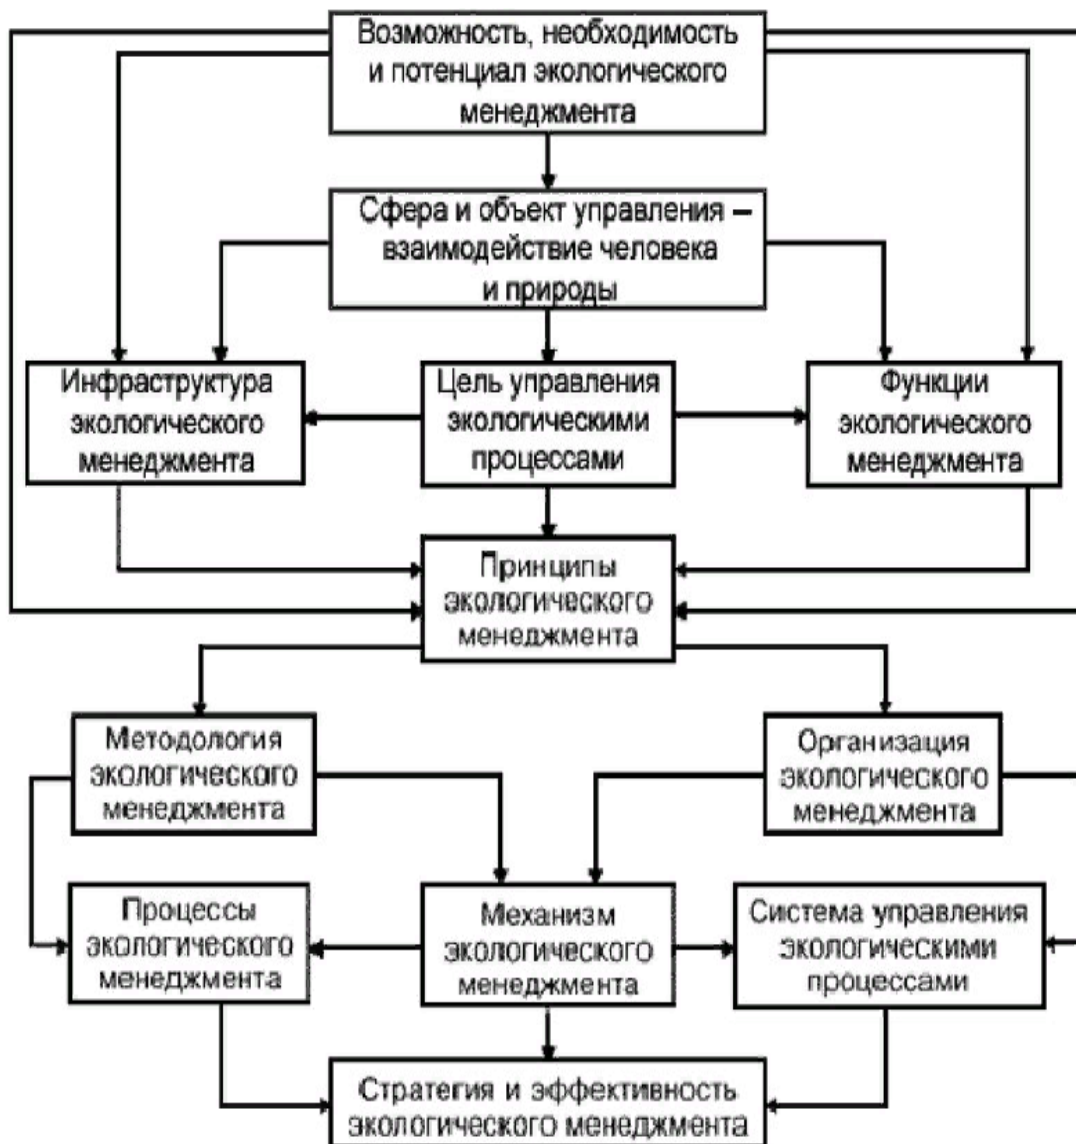 Возможность, необходимость
и потенциал экологического
менеджмента
Сфера и объект управления –
взаимодействие человека
и природы
Инфраструктура
экологического
менеджмента
Цель управления
экологическими
процессами
Функции
экологического
менеджмента
Принципы
экологического
менеджмента
Методология
экологического
менеджмента
Организация
экологического
менеджмента
Процессы
экологического
менеджмента
Механизм
экологического
менеджмента
Система управления
экологическими
процессами
Стратегия и эффективность
экологического менеджмента